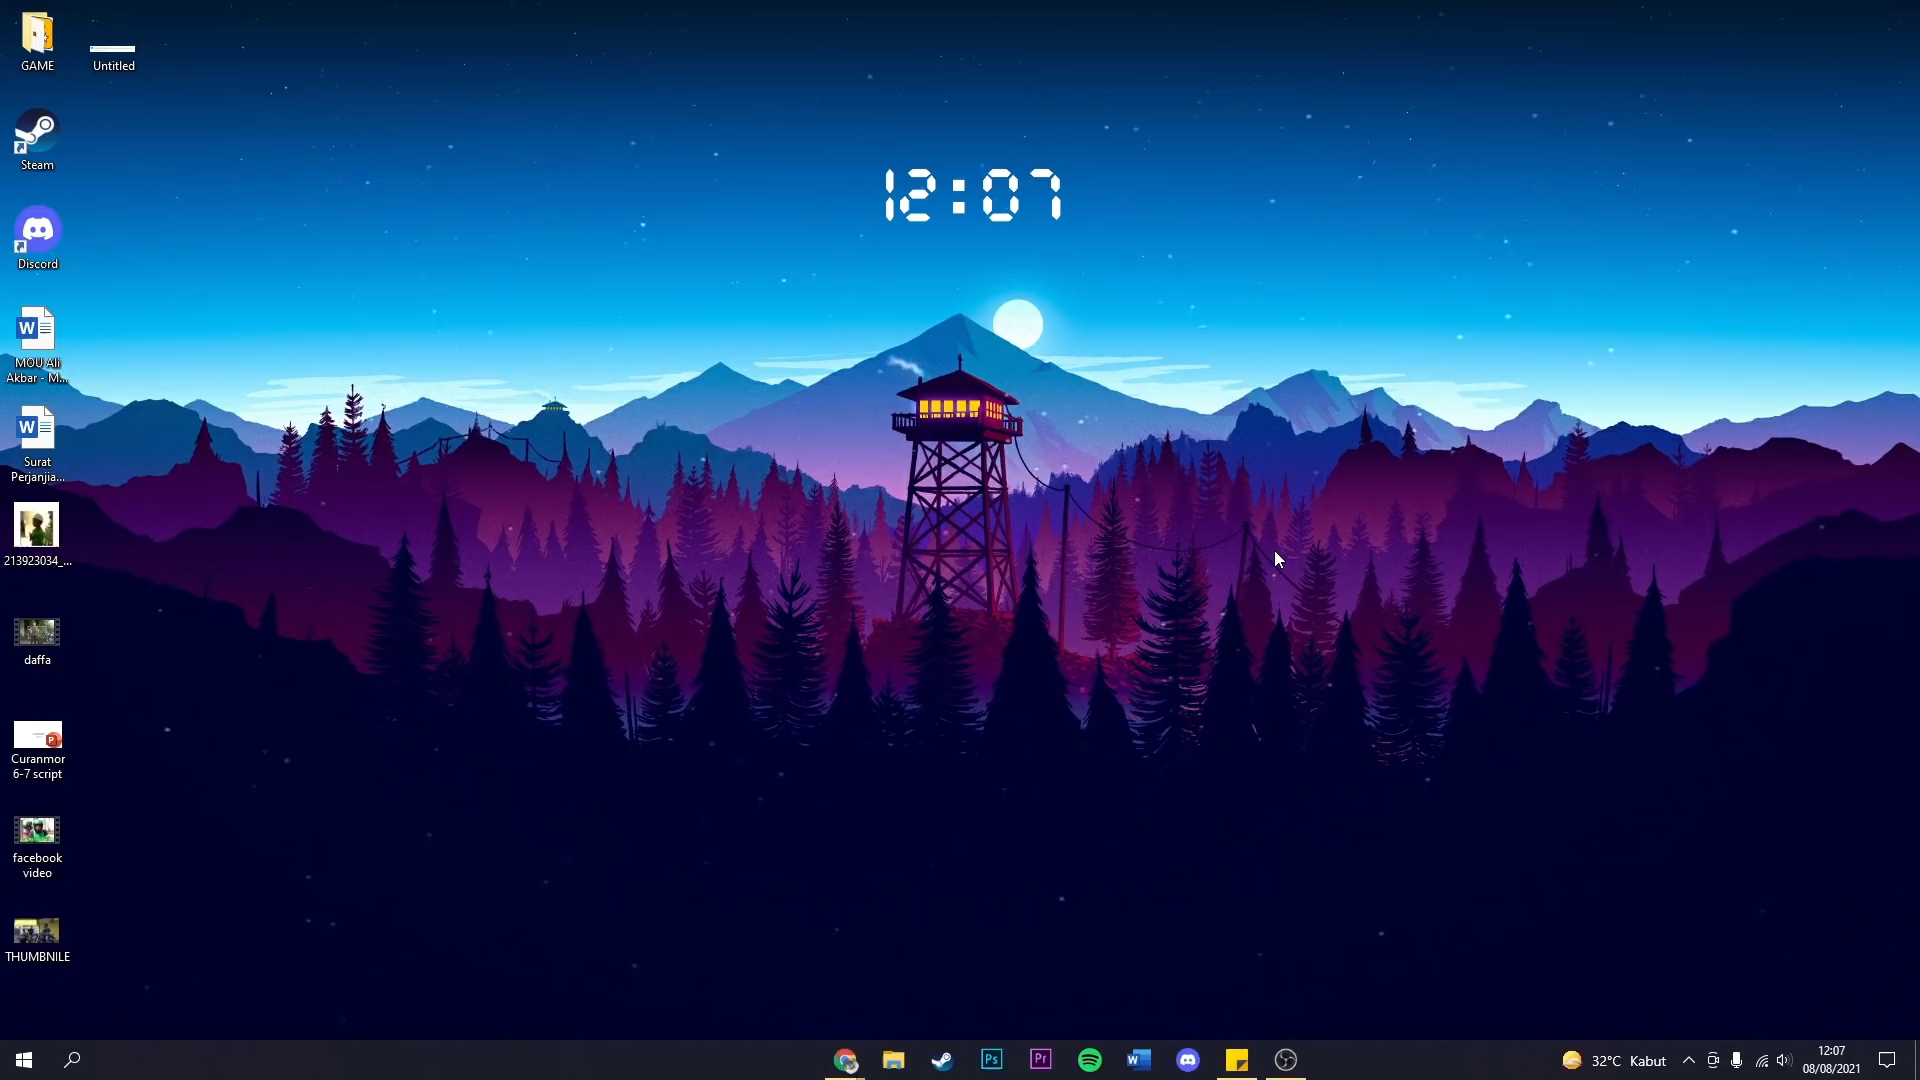 GAME
Untitled
Steam
Discord
MOU Ali
Akbar - M...
Surat
Perjanjia...
213923034_...
daffa
Curanmor
6-7 script
facebook
video
THUMBNILE
12:07
32°C Kabut
12:07
08/08/2021